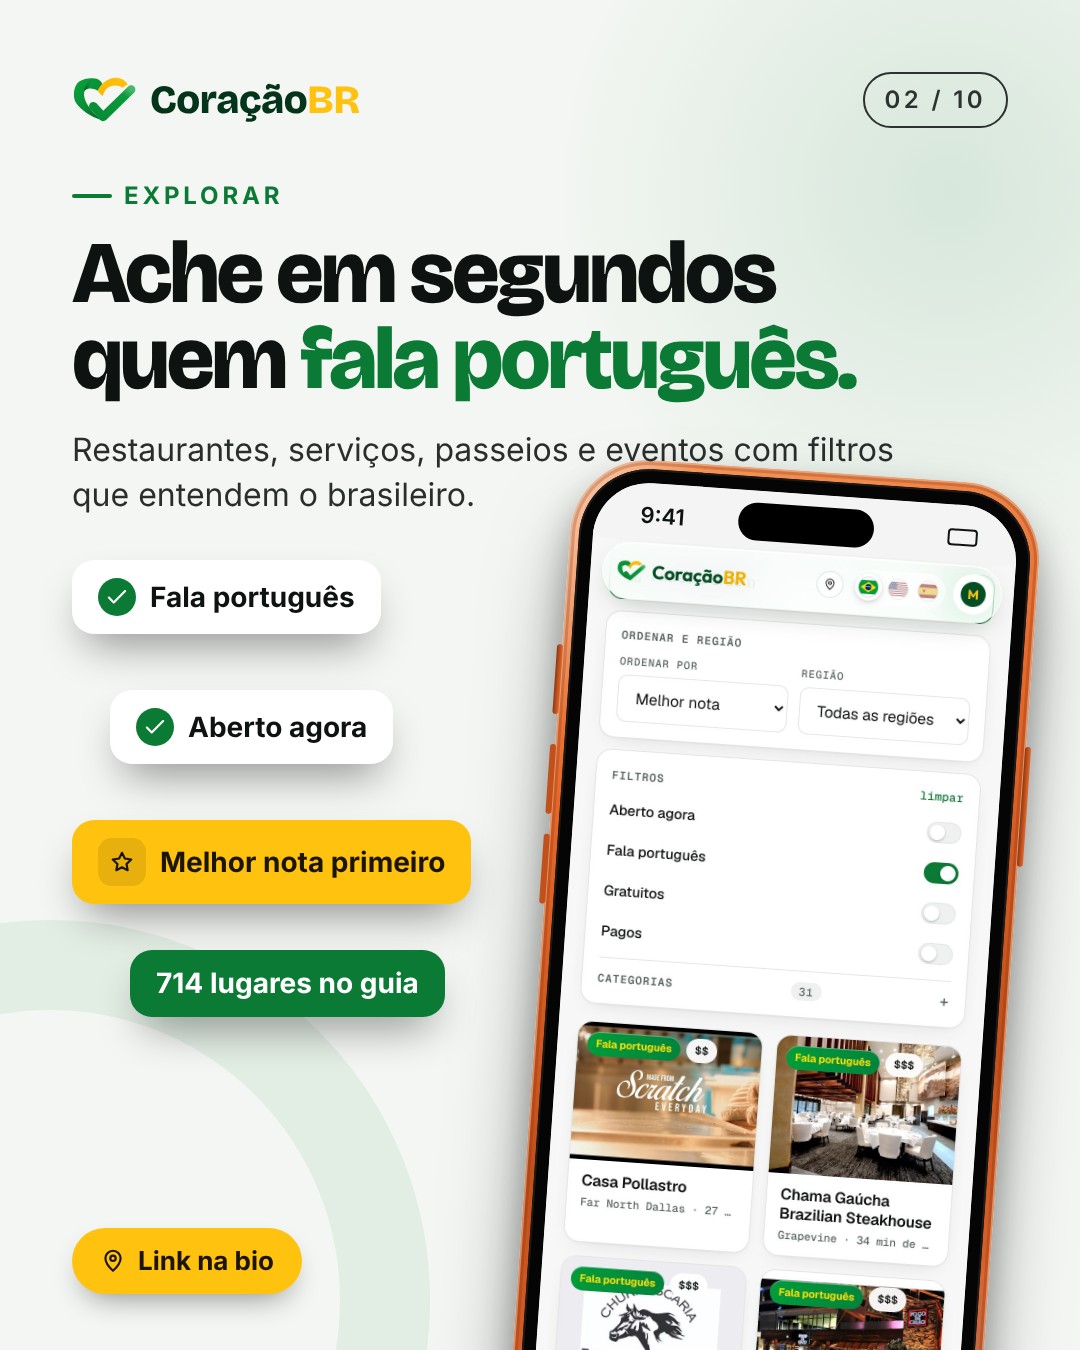 CoraçãoBR
02 / 10
EXPLORAR
Ache em segundos
quem fala português.
Restaurantes, serviços, passeios e eventos com filtros
que entendem o brasileiro.
Fala português
Aberto agora
Melhor nota primeiro
714 lugares no guia
Link na bio
9:41
CoraçãoBR
M
ORDENAR E REGIÃO
ORDENAR POR
REGIÃO
Melhor nota
Todas as regiões
FILTROS
limpar
Aberto agora
Fala português
Gratuitos
Pagos
CATEGORIAS
31
+
Fala português
$$
MADE FROM
Scratch
EVERYDAY
Casa Pollastro
Far North Dallas · 27 …
Fala português
$$$
Chama Gaúcha
Brazilian Steakhouse
Grapevine · 34 min de …
Fala português
$$$
Fala português
$$$